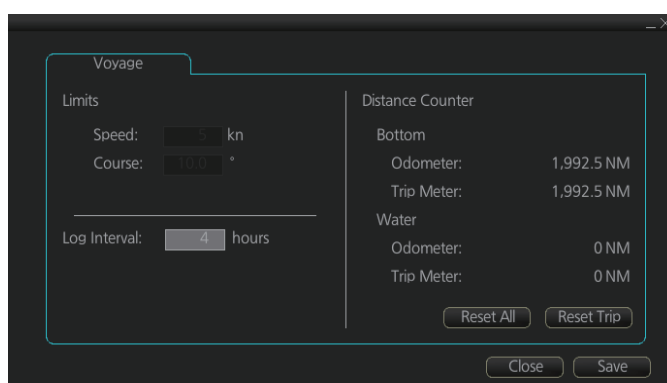 Voyage
Limits
Speed: 5 kn
Course: 10.0 °
Log Interval: 4 hours
Distance Counter
Bottom
Odometer: 1,992.5 NM
Trip Meter: 1,992.5 NM
Water
Odometer: 0 NM
Trip Meter: 0 NM
Reset All Reset Trip
Close Save